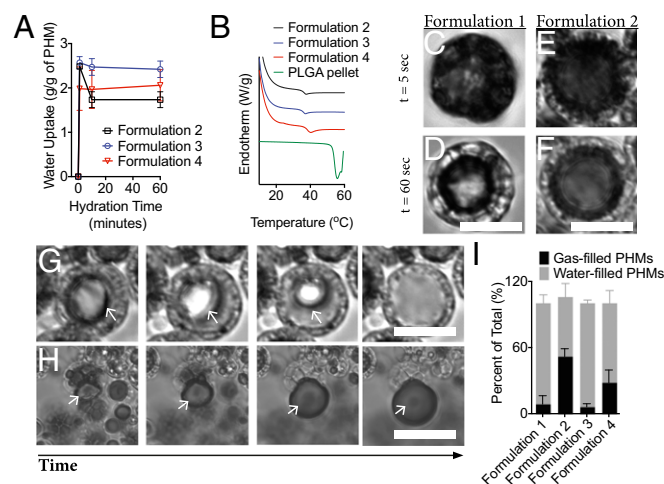 A
Water Uptake (g/g of PHM)
3
2
1
0
0
20
40
60
Hydration Time
(minutes)
Formulation 2
Formulation 3
Formulation 4
B
Formulation 2
Formulation 3
Formulation 4
PLGA pellet
Endotherm (W/g)
20
40
60
Temperature (°C)
Formulation 1
Formulation 2
t = 5 sec
C
E
t = 60 sec
D
F
G
H
Time
I
Gas-filled PHMs
Water-filled PHMs
Percent of Total (%)
120
60
0
Formulation 1
Formulation 2
Formulation 3
Formulation 4